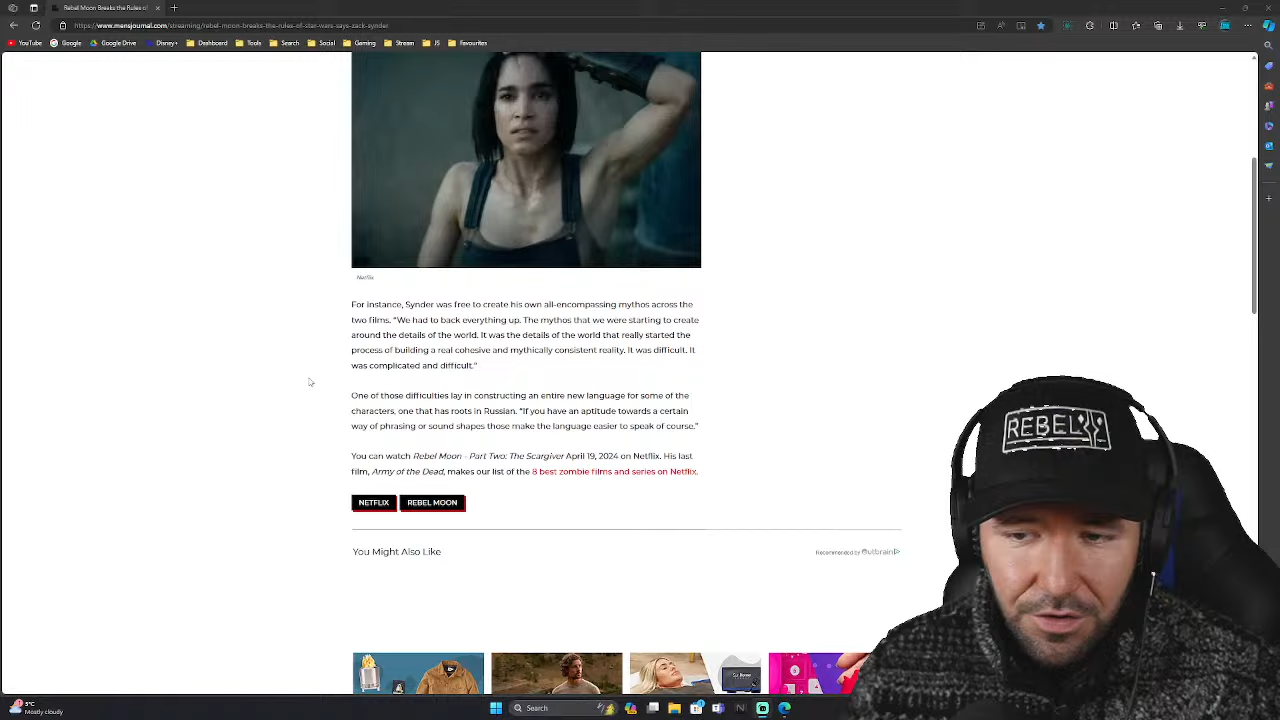 Rebel Moon Breaks the Rules of
https://www.mensjournal.com/streaming/rebel-moon-breaks-the-rules-of-star-wars-says-zack-snyder
YouTube Google Google Drive Disney+ Dashboard Tools Search Social Gaming Stream JS Favourites
Netflix
For instance, Synder was free to create his own all-encompassing mythos across the
two films. “We had to back everything up. The mythos that we were starting to create
around the details of the world. It was the details of the world that really started the
process of building a real cohesive and mythically consistent reality. It was difficult. It
was complicated and difficult.”
One of those difficulties lay in constructing an entire new language for some of the
characters, one that has roots in Russian. “If you have an aptitude towards a certain
way of phrasing or sound shapes those make the language easier to speak of course.”
You can watch Rebel Moon - Part Two: The Scargiver April 19, 2024 on Netflix. His last
film, Army of the Dead, makes our list of the 8 best zombie films and series on Netflix.
NETFLIX REBEL MOON
You Might Also Like
Recommended by Outbrain
REBEL
3°C
Mostly cloudy
Search